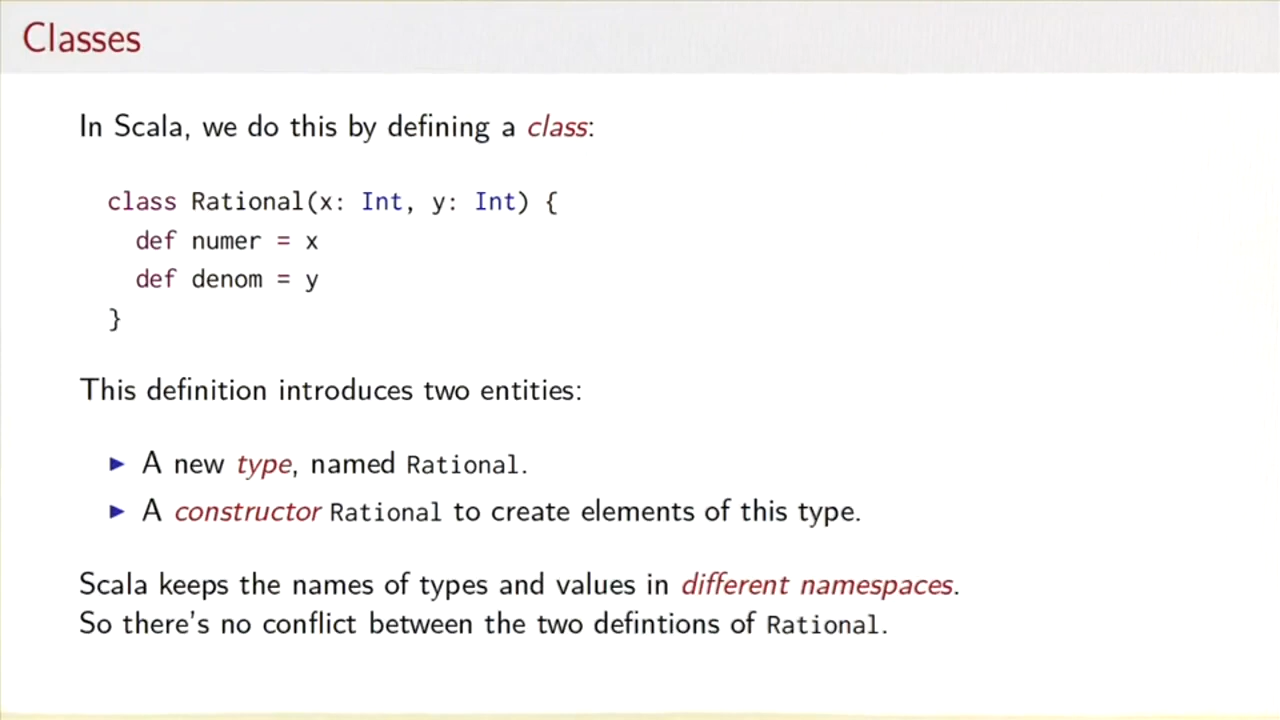 Classes
In Scala, we do this by defining a class:
class Rational(x: Int, y: Int) {
def numer = x
def denom = y
}
This definition introduces two entities:
▶ A new type, named Rational.
▶ A constructor Rational to create elements of this type.
Scala keeps the names of types and values in different namespaces.
So there's no conflict between the two defintions of Rational.